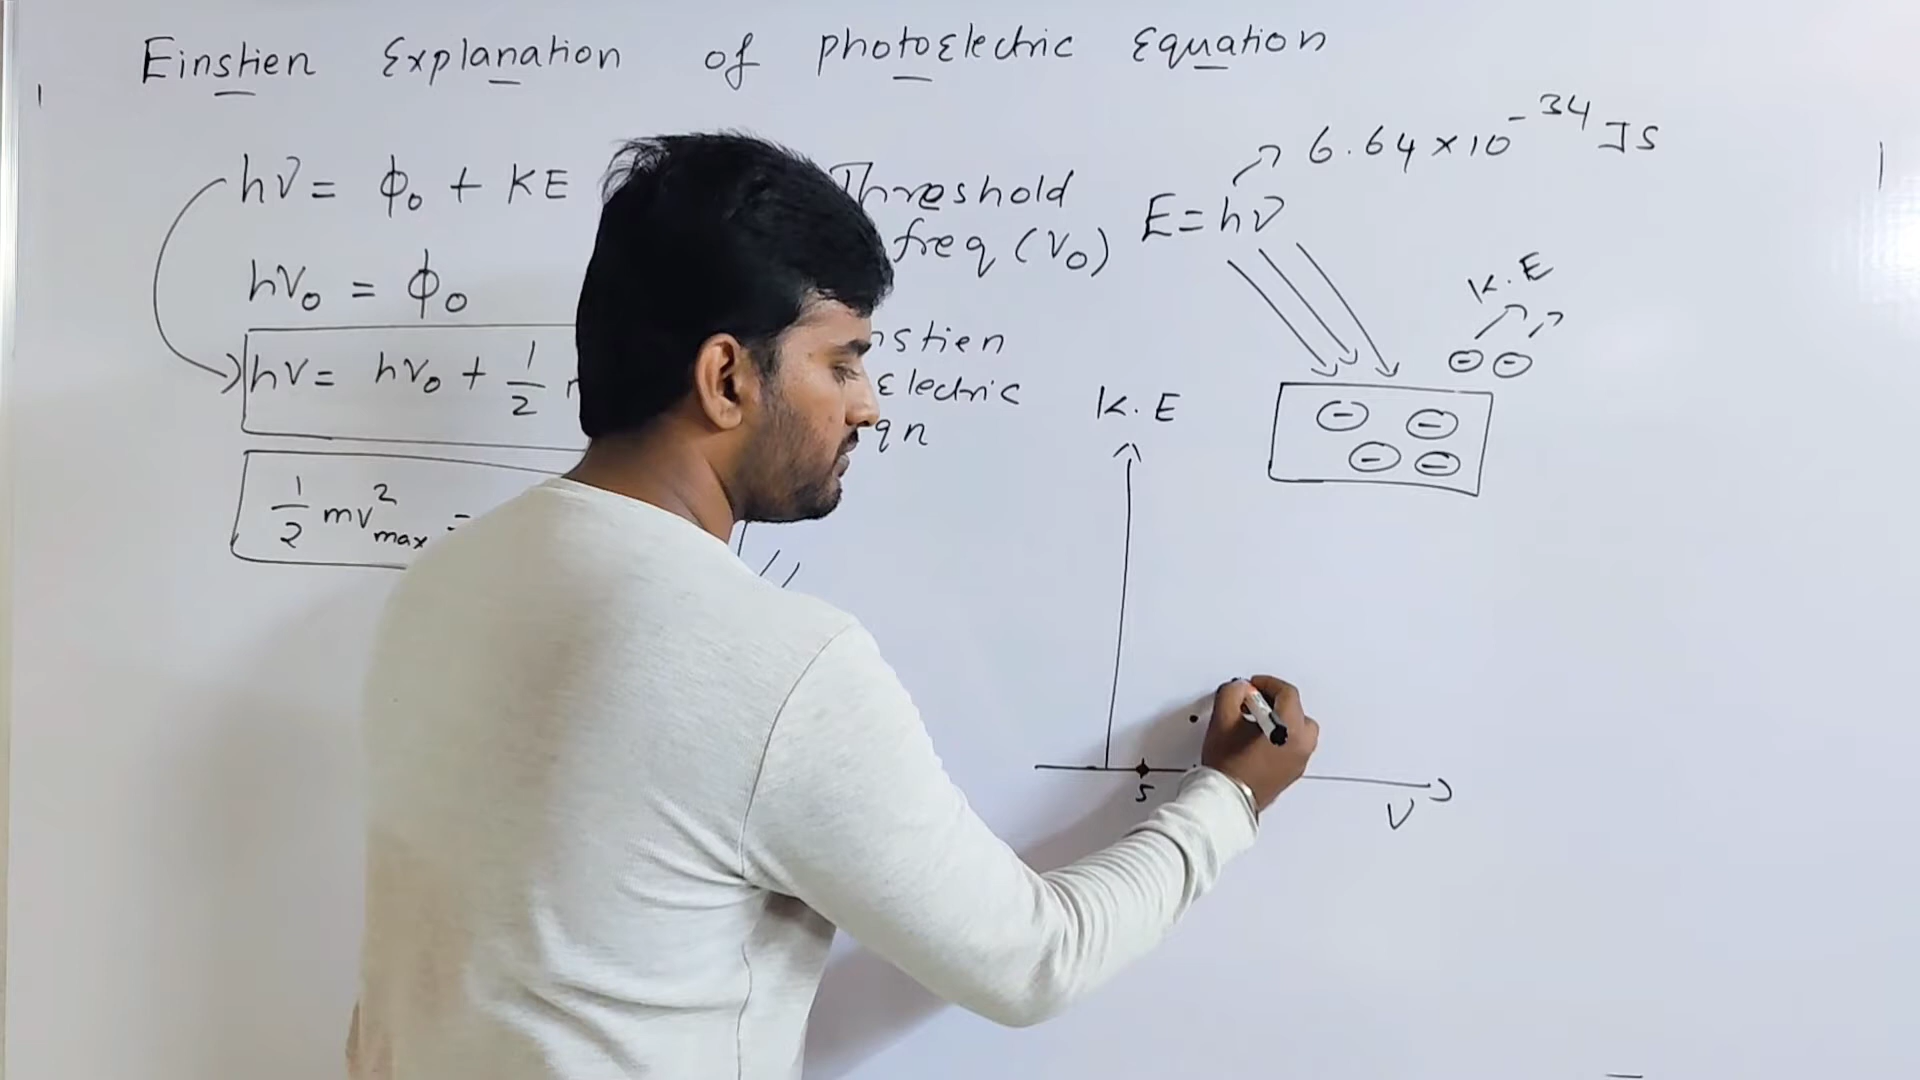 Einstien Explanation of photoElectric Equation
hν = ϕ₀ + KE
hν₀ = ϕ₀
hν = hν₀ + 1/2
1/2 mv²max =
Threshold
freq (ν₀)
nstien
Electric
qn
6.64 × 10⁻³⁴ JS
E = hν
K.E
K.E
5
ν